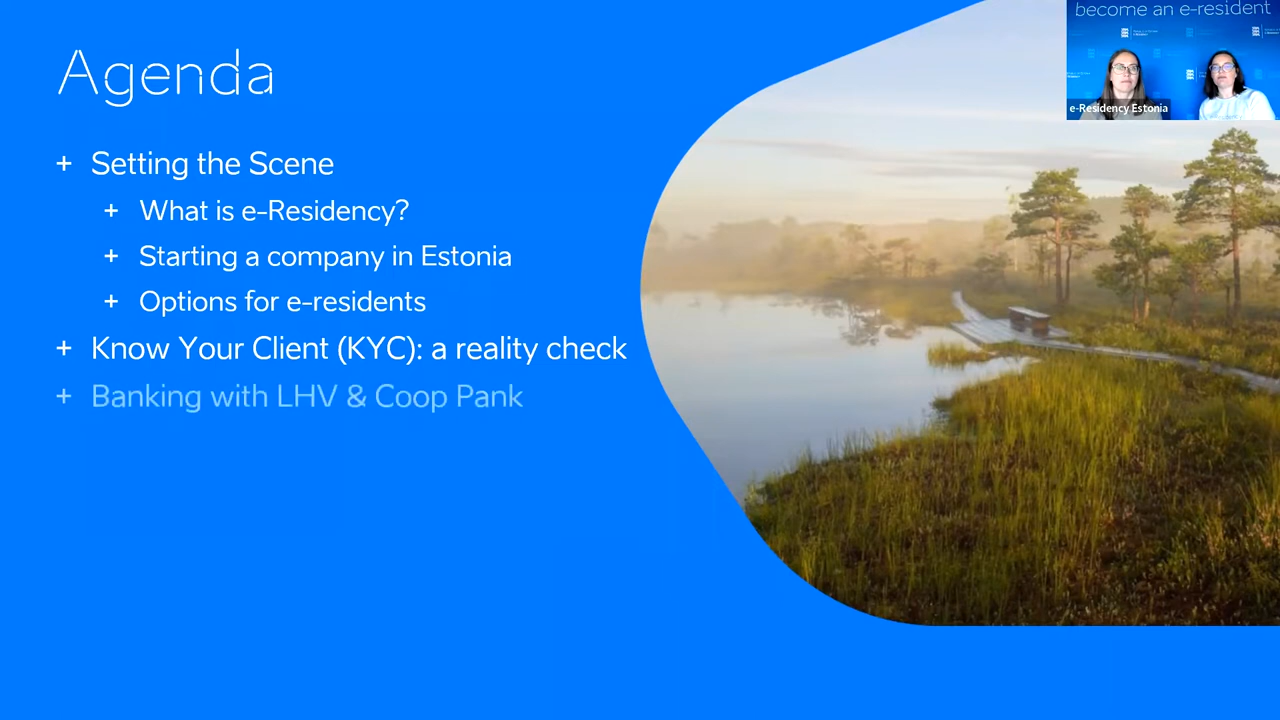 become an e-resident
Agenda
+ Setting the Scene
+ What is e-Residency?
+ Starting a company in Estonia
+ Options for e-residents
+ Know Your Client (KYC): a reality check
+ Banking with LHV & Coop Pank
e-Residency Estonia